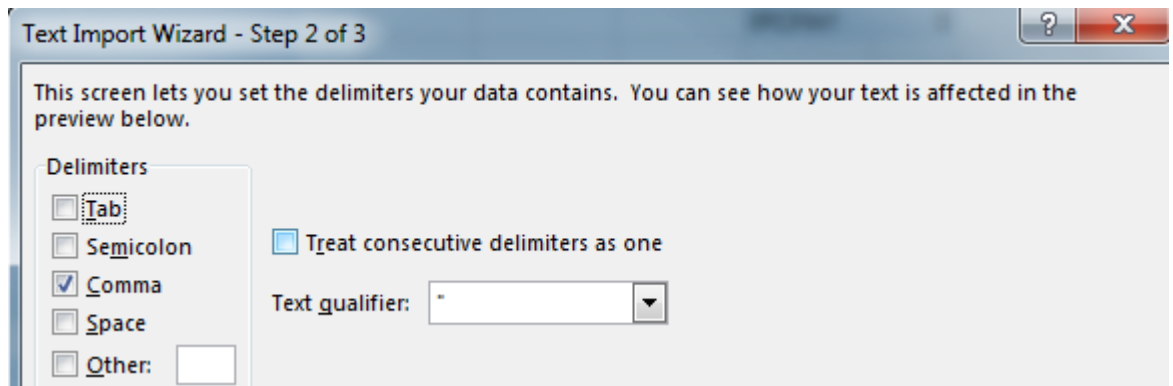 Text Import Wizard - Step 2 of 3
?
X
This screen lets you set the delimiters your data contains. You can see how your text is affected in the
preview below.
Delimiters
Tab
Semicolon
Treat consecutive delimiters as one
Comma
Text qualifier: "
Space
Other: